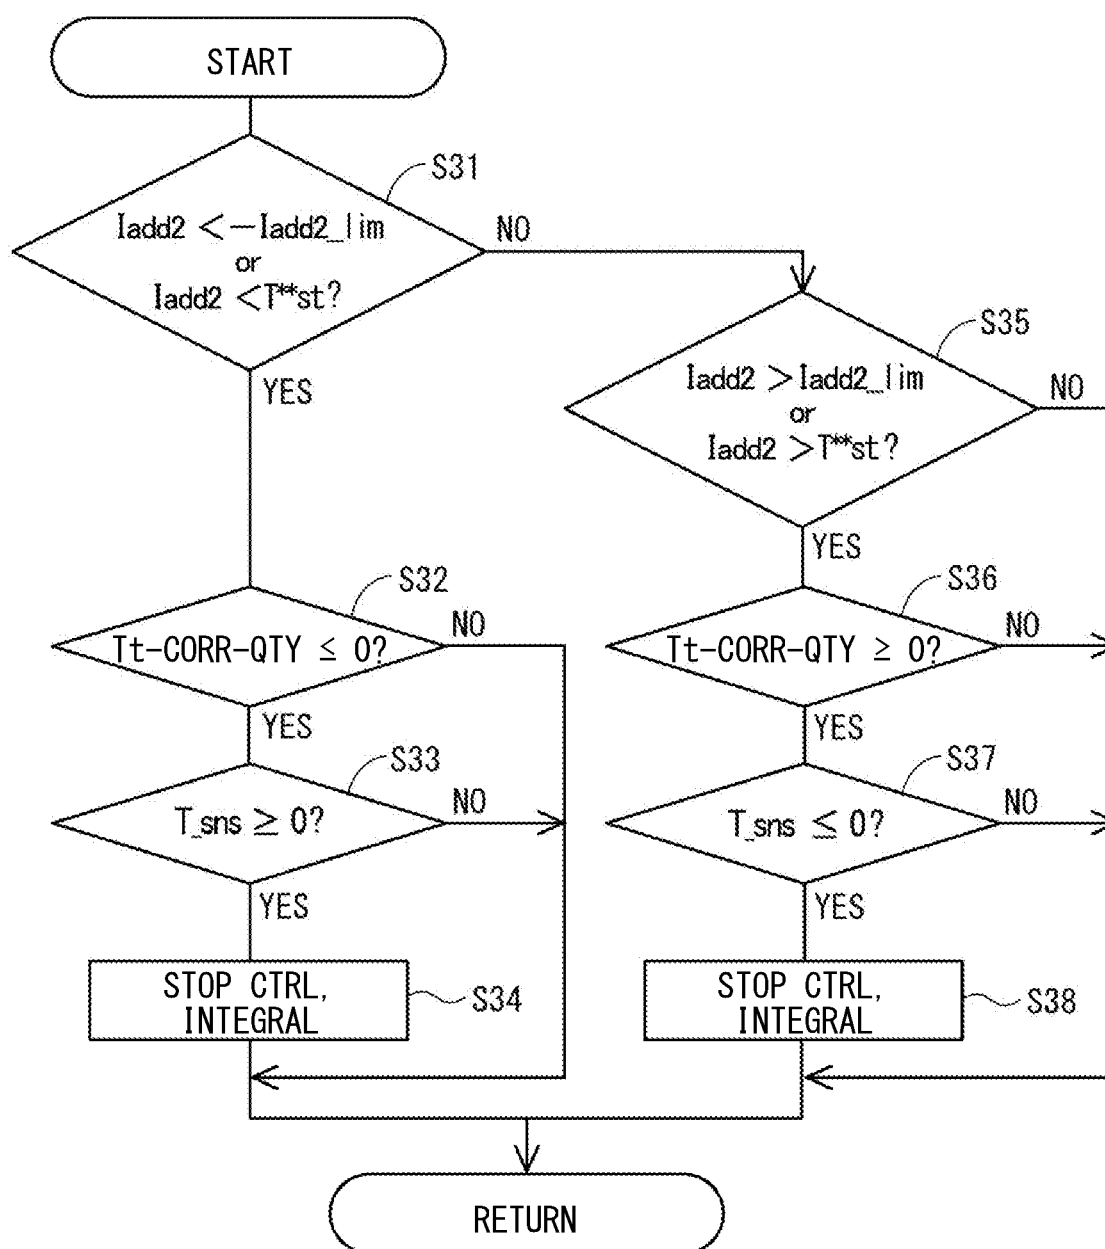 START
S31
Iadd2 <−Iadd2_lim
or
Iadd2 <T**st?
NO
YES
S35
Iadd2 >Iadd2_lim
or
Iadd2 >T**st?
NO
YES
S32
Tt-CORR-QTY ≤ 0?
NO
YES
S36
Tt-CORR-QTY ≥ 0?
NO
YES
S33
T_sns ≥ 0?
NO
YES
S37
T_sns ≤ 0?
NO
YES
STOP CTRL,
INTEGRAL
S34
STOP CTRL,
INTEGRAL
S38
RETURN